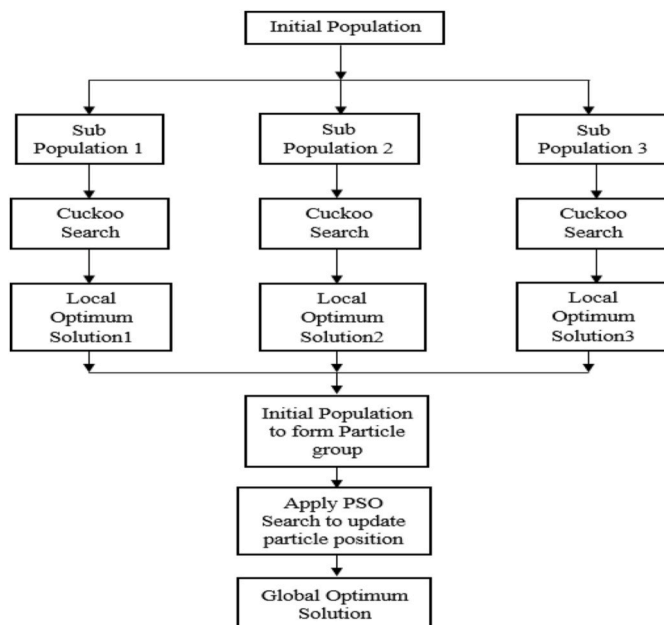 Initial Population
Sub
Population 1
Sub
Population 2
Sub
Population 3
Cuckoo
Search
Cuckoo
Search
Cuckoo
Search
Local
Optimum
Solution1
Local
Optimum
Solution2
Local
Optimum
Solution3
Initial Population
to form Particle
group
Apply PSO
Search to update
particle position
Global Optimum
Solution